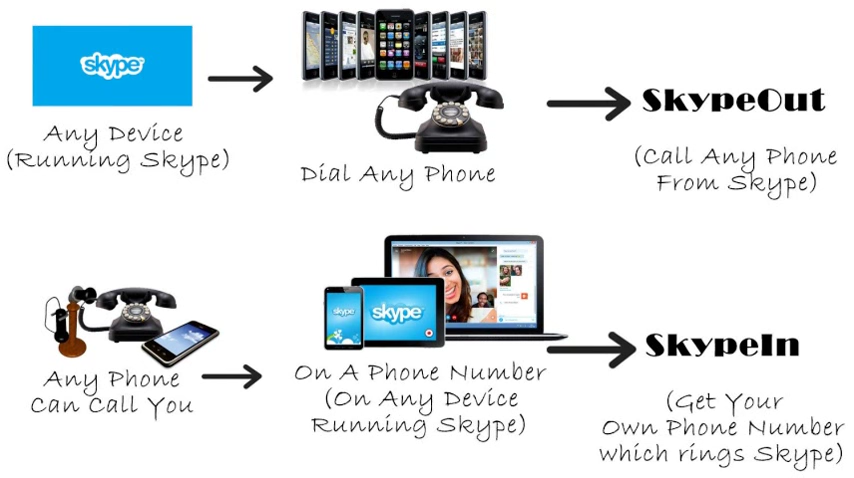 skype
Any Device
(Running Skype)
Dial Any Phone
SkypeOut
(Call Any Phone
From Skype)
Any Phone
Can Call You
skype
skype
On A Phone Number
(On Any Device
Running Skype)
SkypeIn
(Get Your
Own Phone Number
which rings Skype)